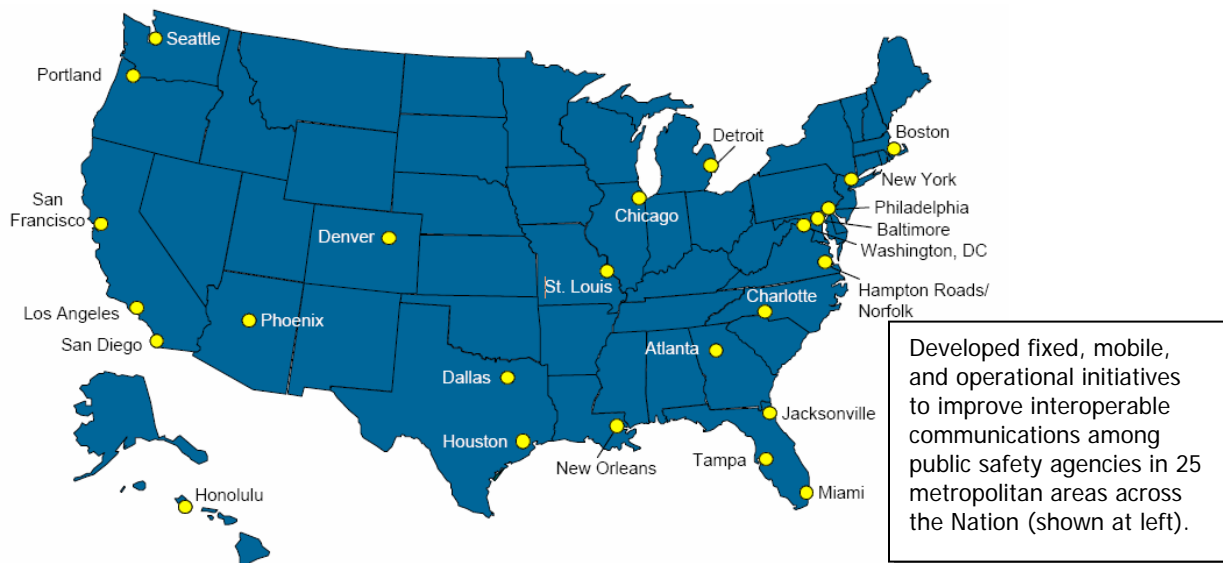 Seattle
Portland
Detroit
Boston
New York
San
Francisco
Chicago
Philadelphia
Baltimore
Washington, DC
Denver
St. Louis
Hampton Roads/
Norfolk
Charlotte
Los Angeles
Phoenix
San Diego
Atlanta
Dallas
Jacksonville
Houston
New Orleans
Tampa
Miami
Honolulu
Developed fixed, mobile,
and operational initiatives
to improve interoperable
communications among
public safety agencies in 25
metropolitan areas across
the Nation (shown at left).